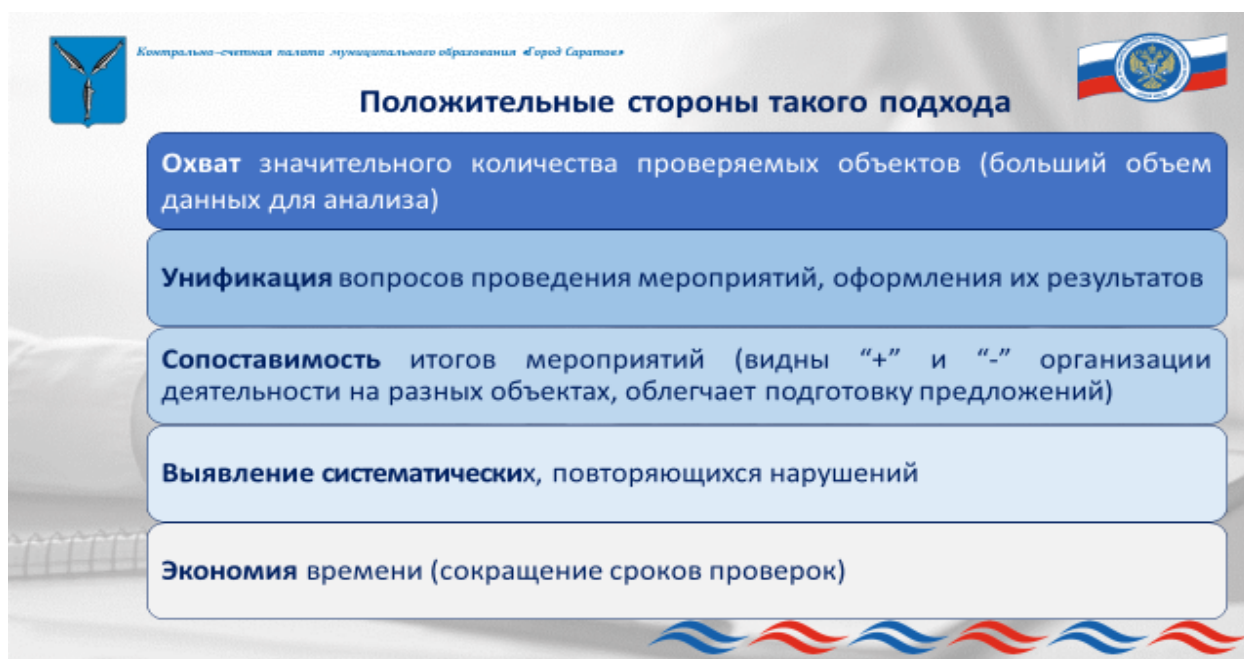 Контрольно-счетная палата муниципального образования «Город Саратов»
Положительные стороны такого подхода
Охват значительного количества проверяемых объектов (больший объем
данных для анализа)
Унификация вопросов проведения мероприятий, оформления их результатов
Сопоставимость итогов мероприятий (видны “+” и “-” организации
деятельности на разных объектах, облегчает подготовку предложений)
Выявление систематических, повторяющихся нарушений
Экономия времени (сокращение сроков проверок)